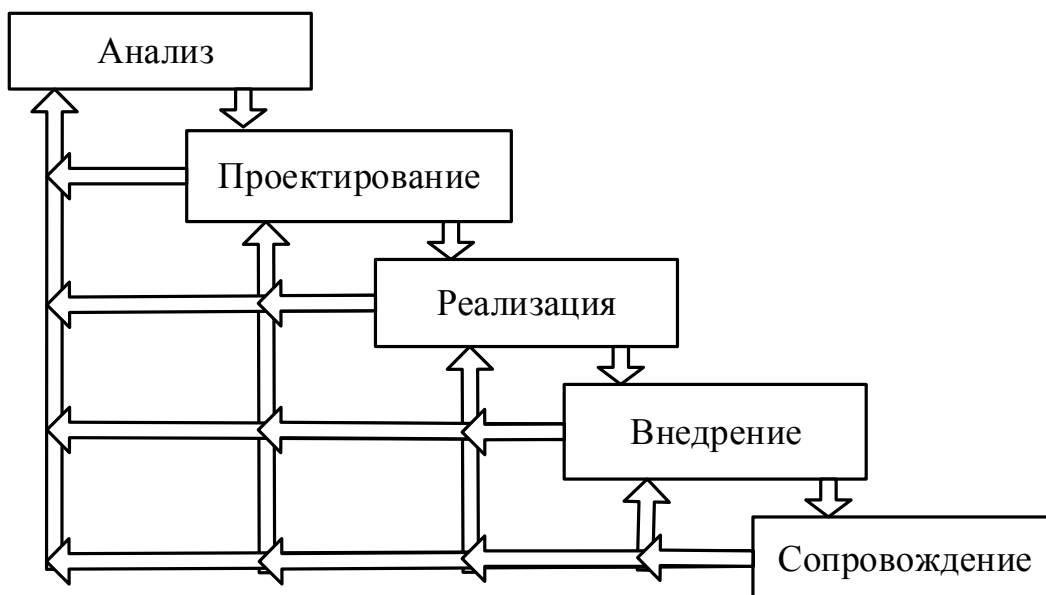 Анализ
Проектирование
Реализация
Внедрение
Сопровождение